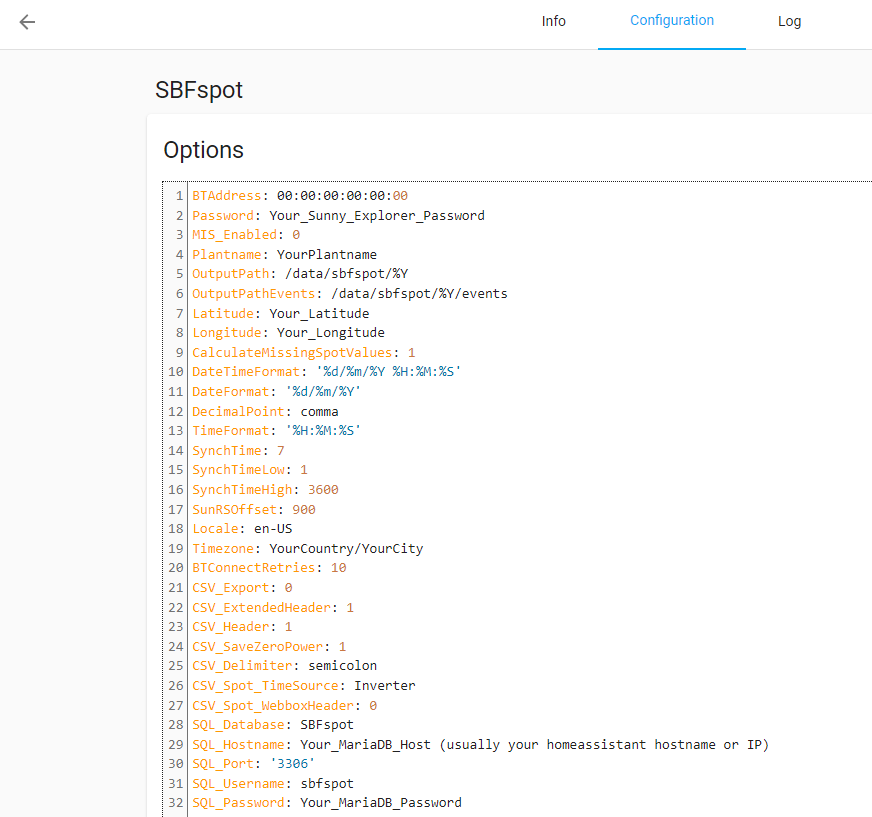 Info Configuration Log
SBFspot
Options
1 BTAddress: 00:00:00:00:00:00
2 Password: Your_Sunny_Explorer_Password
3 MIS_Enabled: 0
4 Plantname: YourPlantname
5 OutputPath: /data/sbfspot/%Y
6 OutputPathEvents: /data/sbfspot/%Y/events
7 Latitude: Your_Latitude
8 Longitude: Your_Longitude
9 CalculateMissingSpotValues: 1
10 DateTimeFormat: '%d/%m/%Y %H:%M:%S'
11 DateFormat: '%d/%m/%Y'
12 DecimalPoint: comma
13 TimeFormat: '%H:%M:%S'
14 SynchTime: 7
15 SynchTimeLow: 1
16 SynchTimeHigh: 3600
17 SunRSOffset: 900
18 Locale: en-US
19 Timezone: YourCountry/YourCity
20 BTConnectRetries: 10
21 CSV_Export: 0
22 CSV_ExtendedHeader: 1
23 CSV_Header: 1
24 CSV_SaveZeroPower: 1
25 CSV_Delimiter: semicolon
26 CSV_Spot_TimeSource: Inverter
27 CSV_Spot_WebboxHeader: 0
28 SQL_Database: SBFspot
29 SQL_Hostname: Your_MariaDB_Host (usually your homeassistant hostname or IP)
30 SQL_Port: '3306'
31 SQL_Username: sbfspot
32 SQL_Password: Your_MariaDB_Password